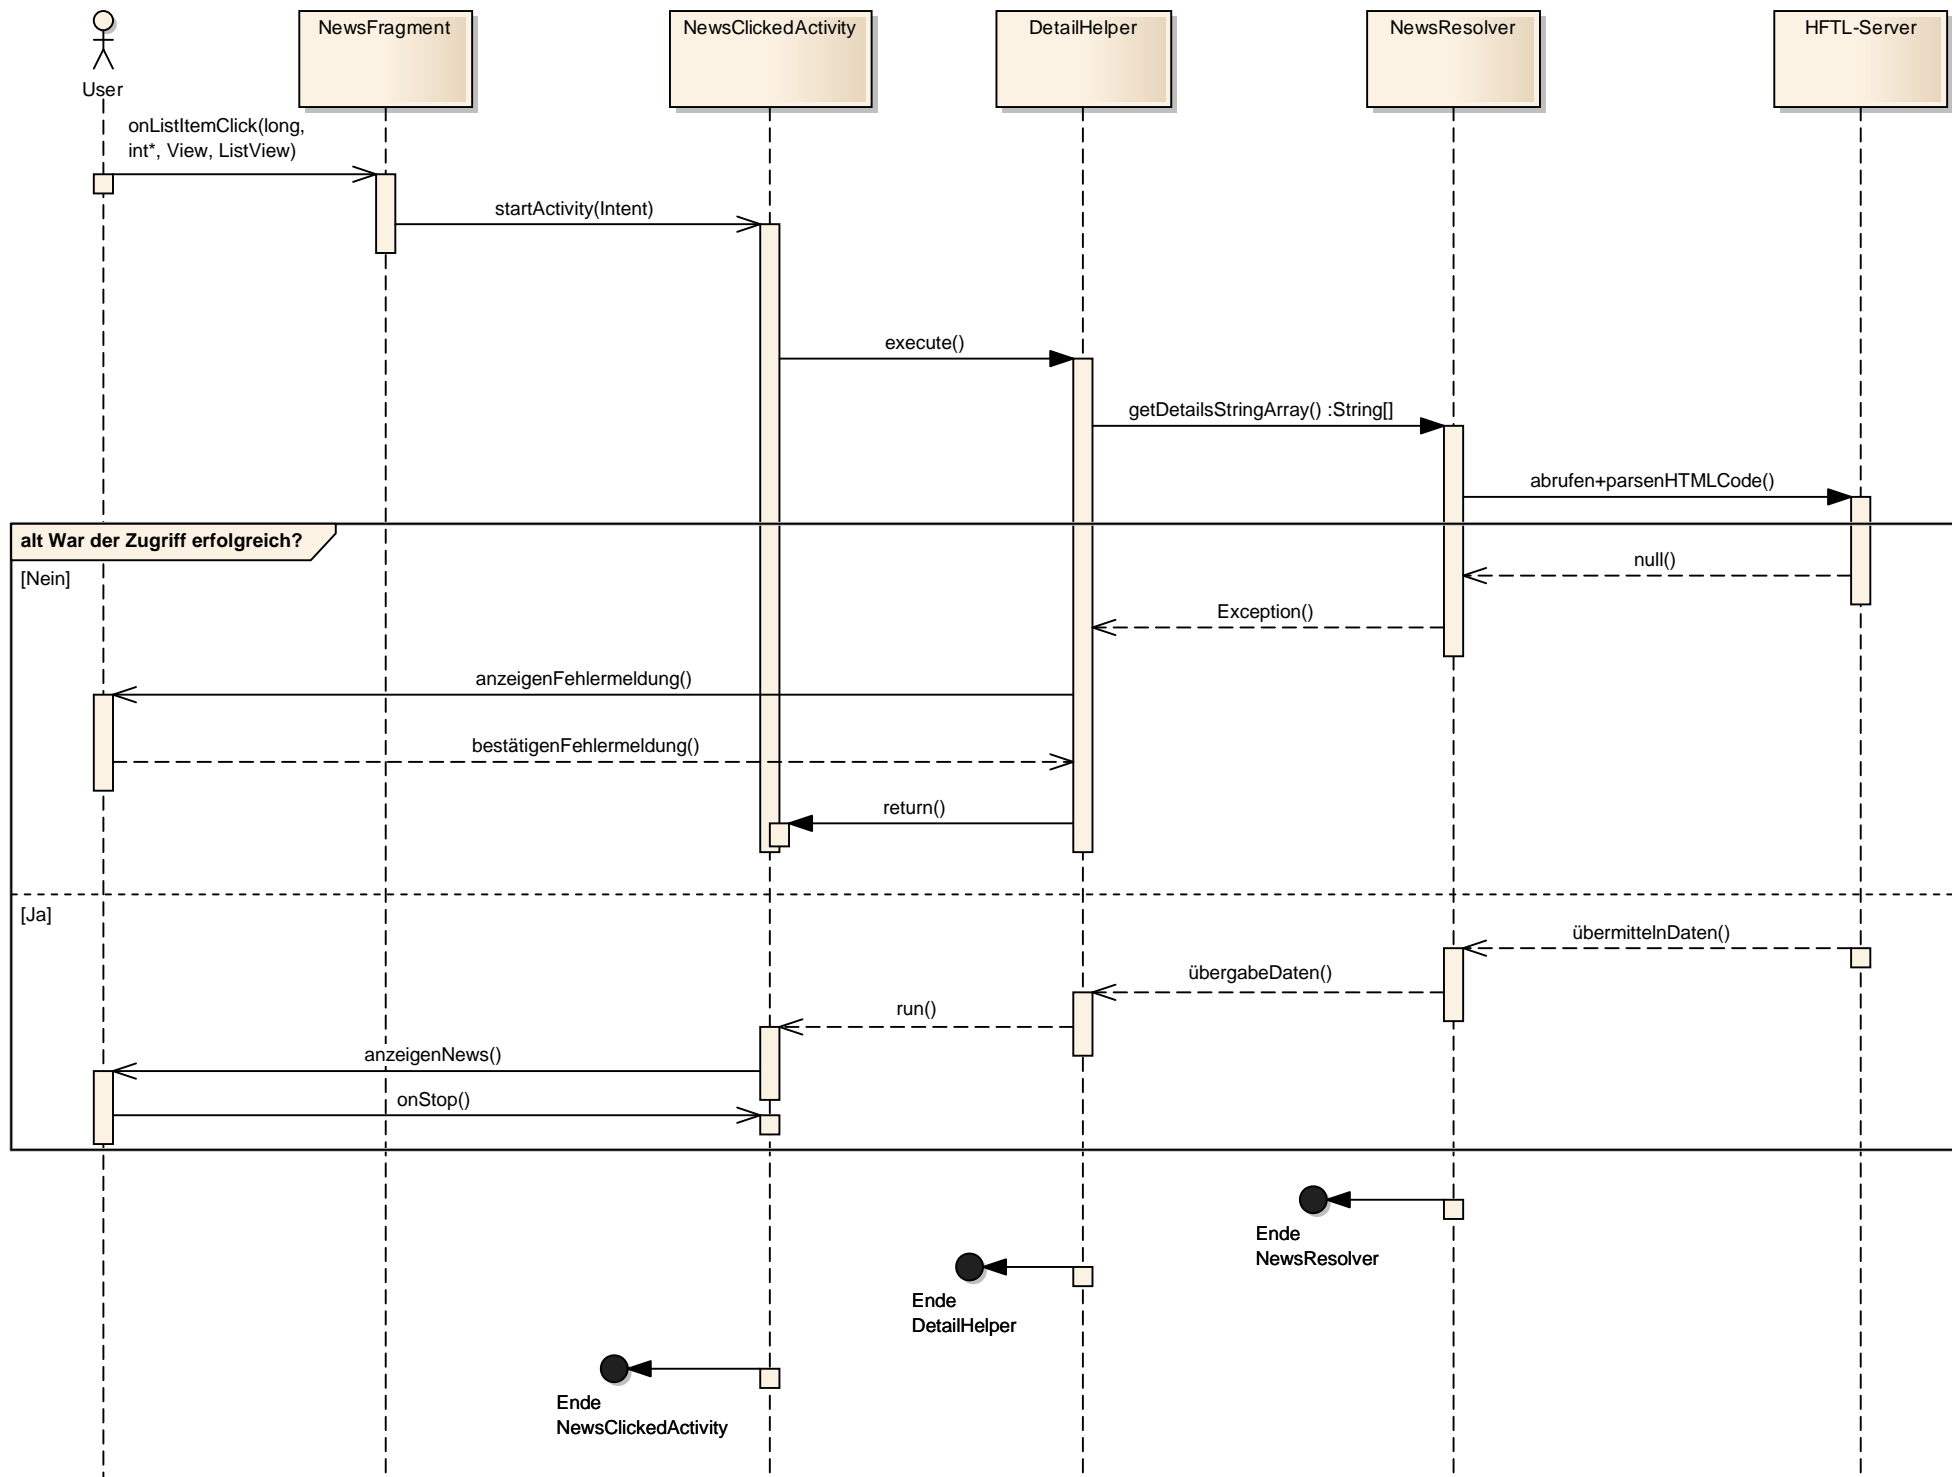 User
NewsFragment
NewsClickedActivity
DetailHelper
NewsResolver
HFTL-Server
onListItemClick(long,
int*, View, ListView)
startActivity(Intent)
execute()
getDetailsStringArray() :String[]
abrufen+parsenHTMLCode()
alt War der Zugriff erfolgreich?
[Nein]
null()
Exception()
anzeigenFehlermeldung()
bestätigenFehlermeldung()
return()
[Ja]
übermittelnDaten()
übergabeDaten()
run()
anzeigenNews()
onStop()
Ende
NewsResolver
Ende
DetailHelper
Ende
NewsClickedActivity